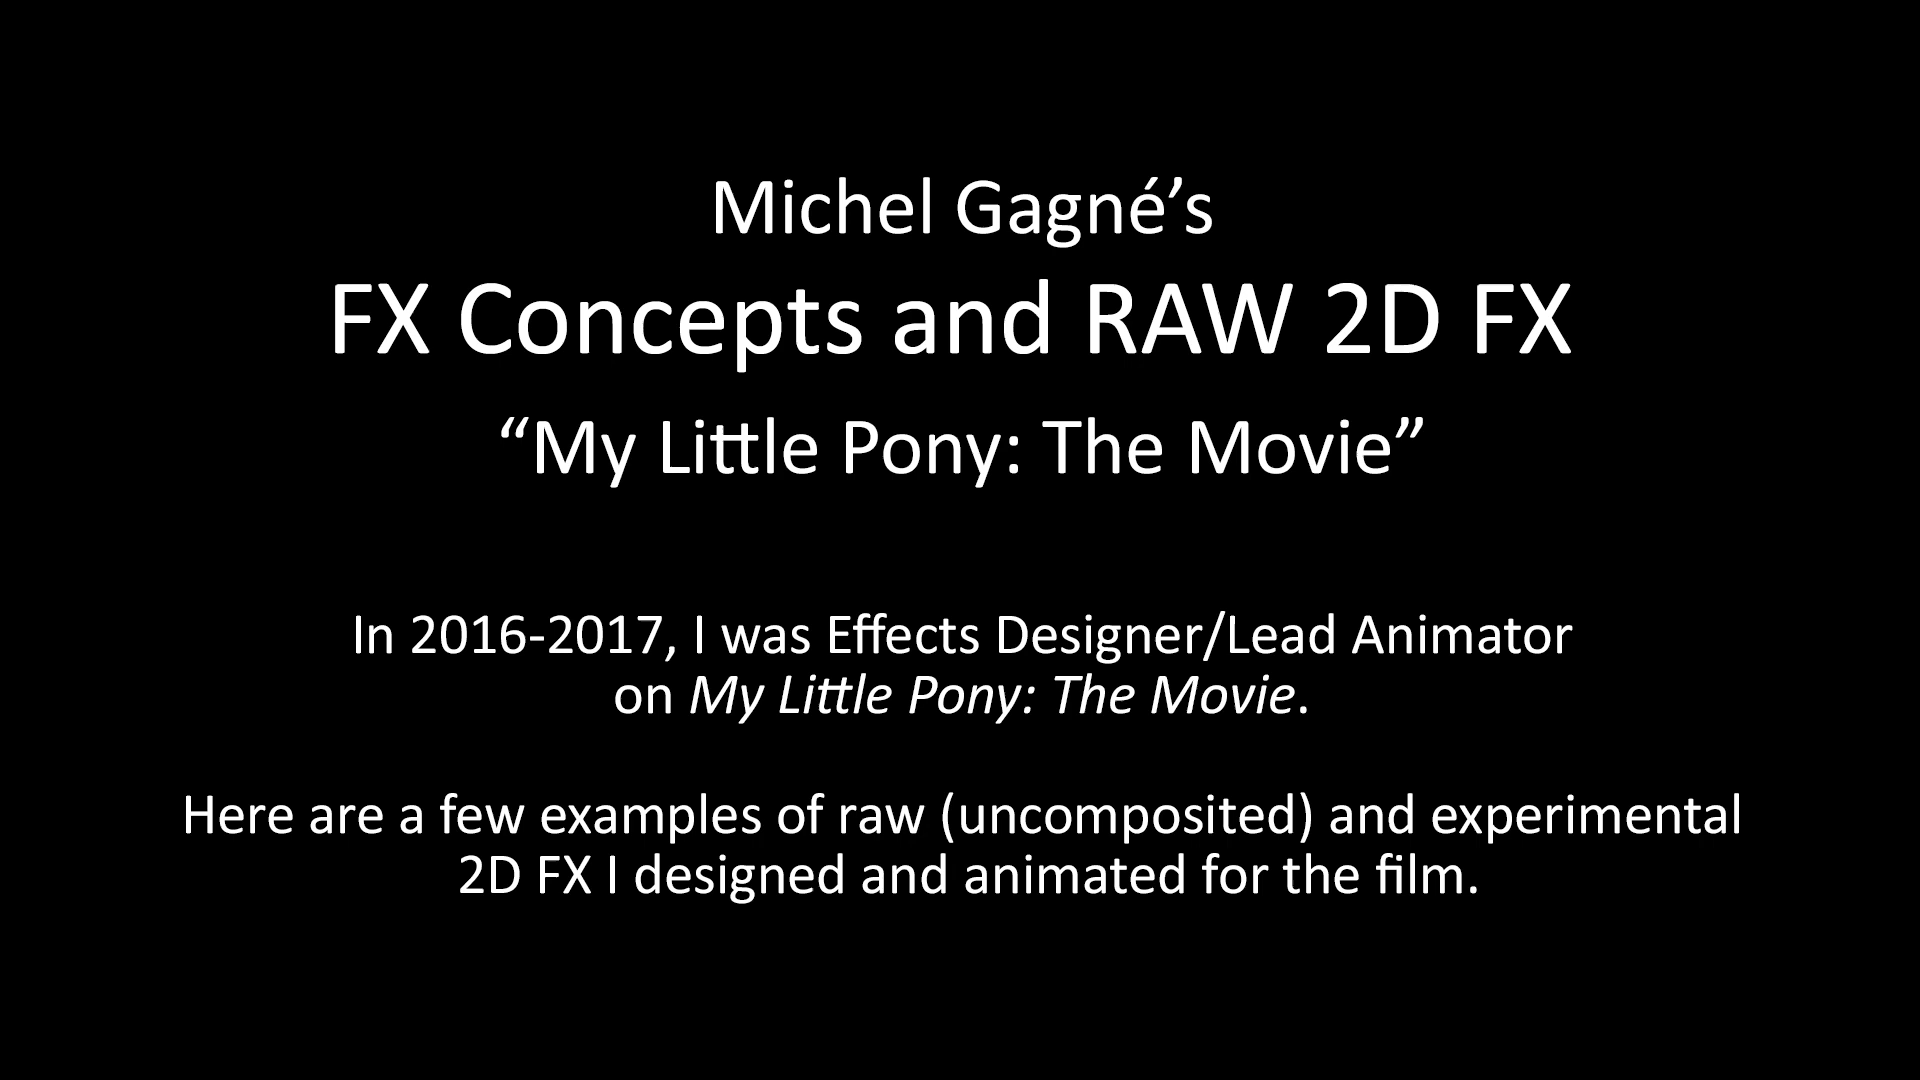 Michel Gagné’s
FX Concepts and RAW 2D FX
“My Little Pony: The Movie”
In 2016-2017, I was Effects Designer/Lead Animator
on My Little Pony: The Movie.
Here are a few examples of raw (uncomposited) and experimental
2D FX I designed and animated for the film.